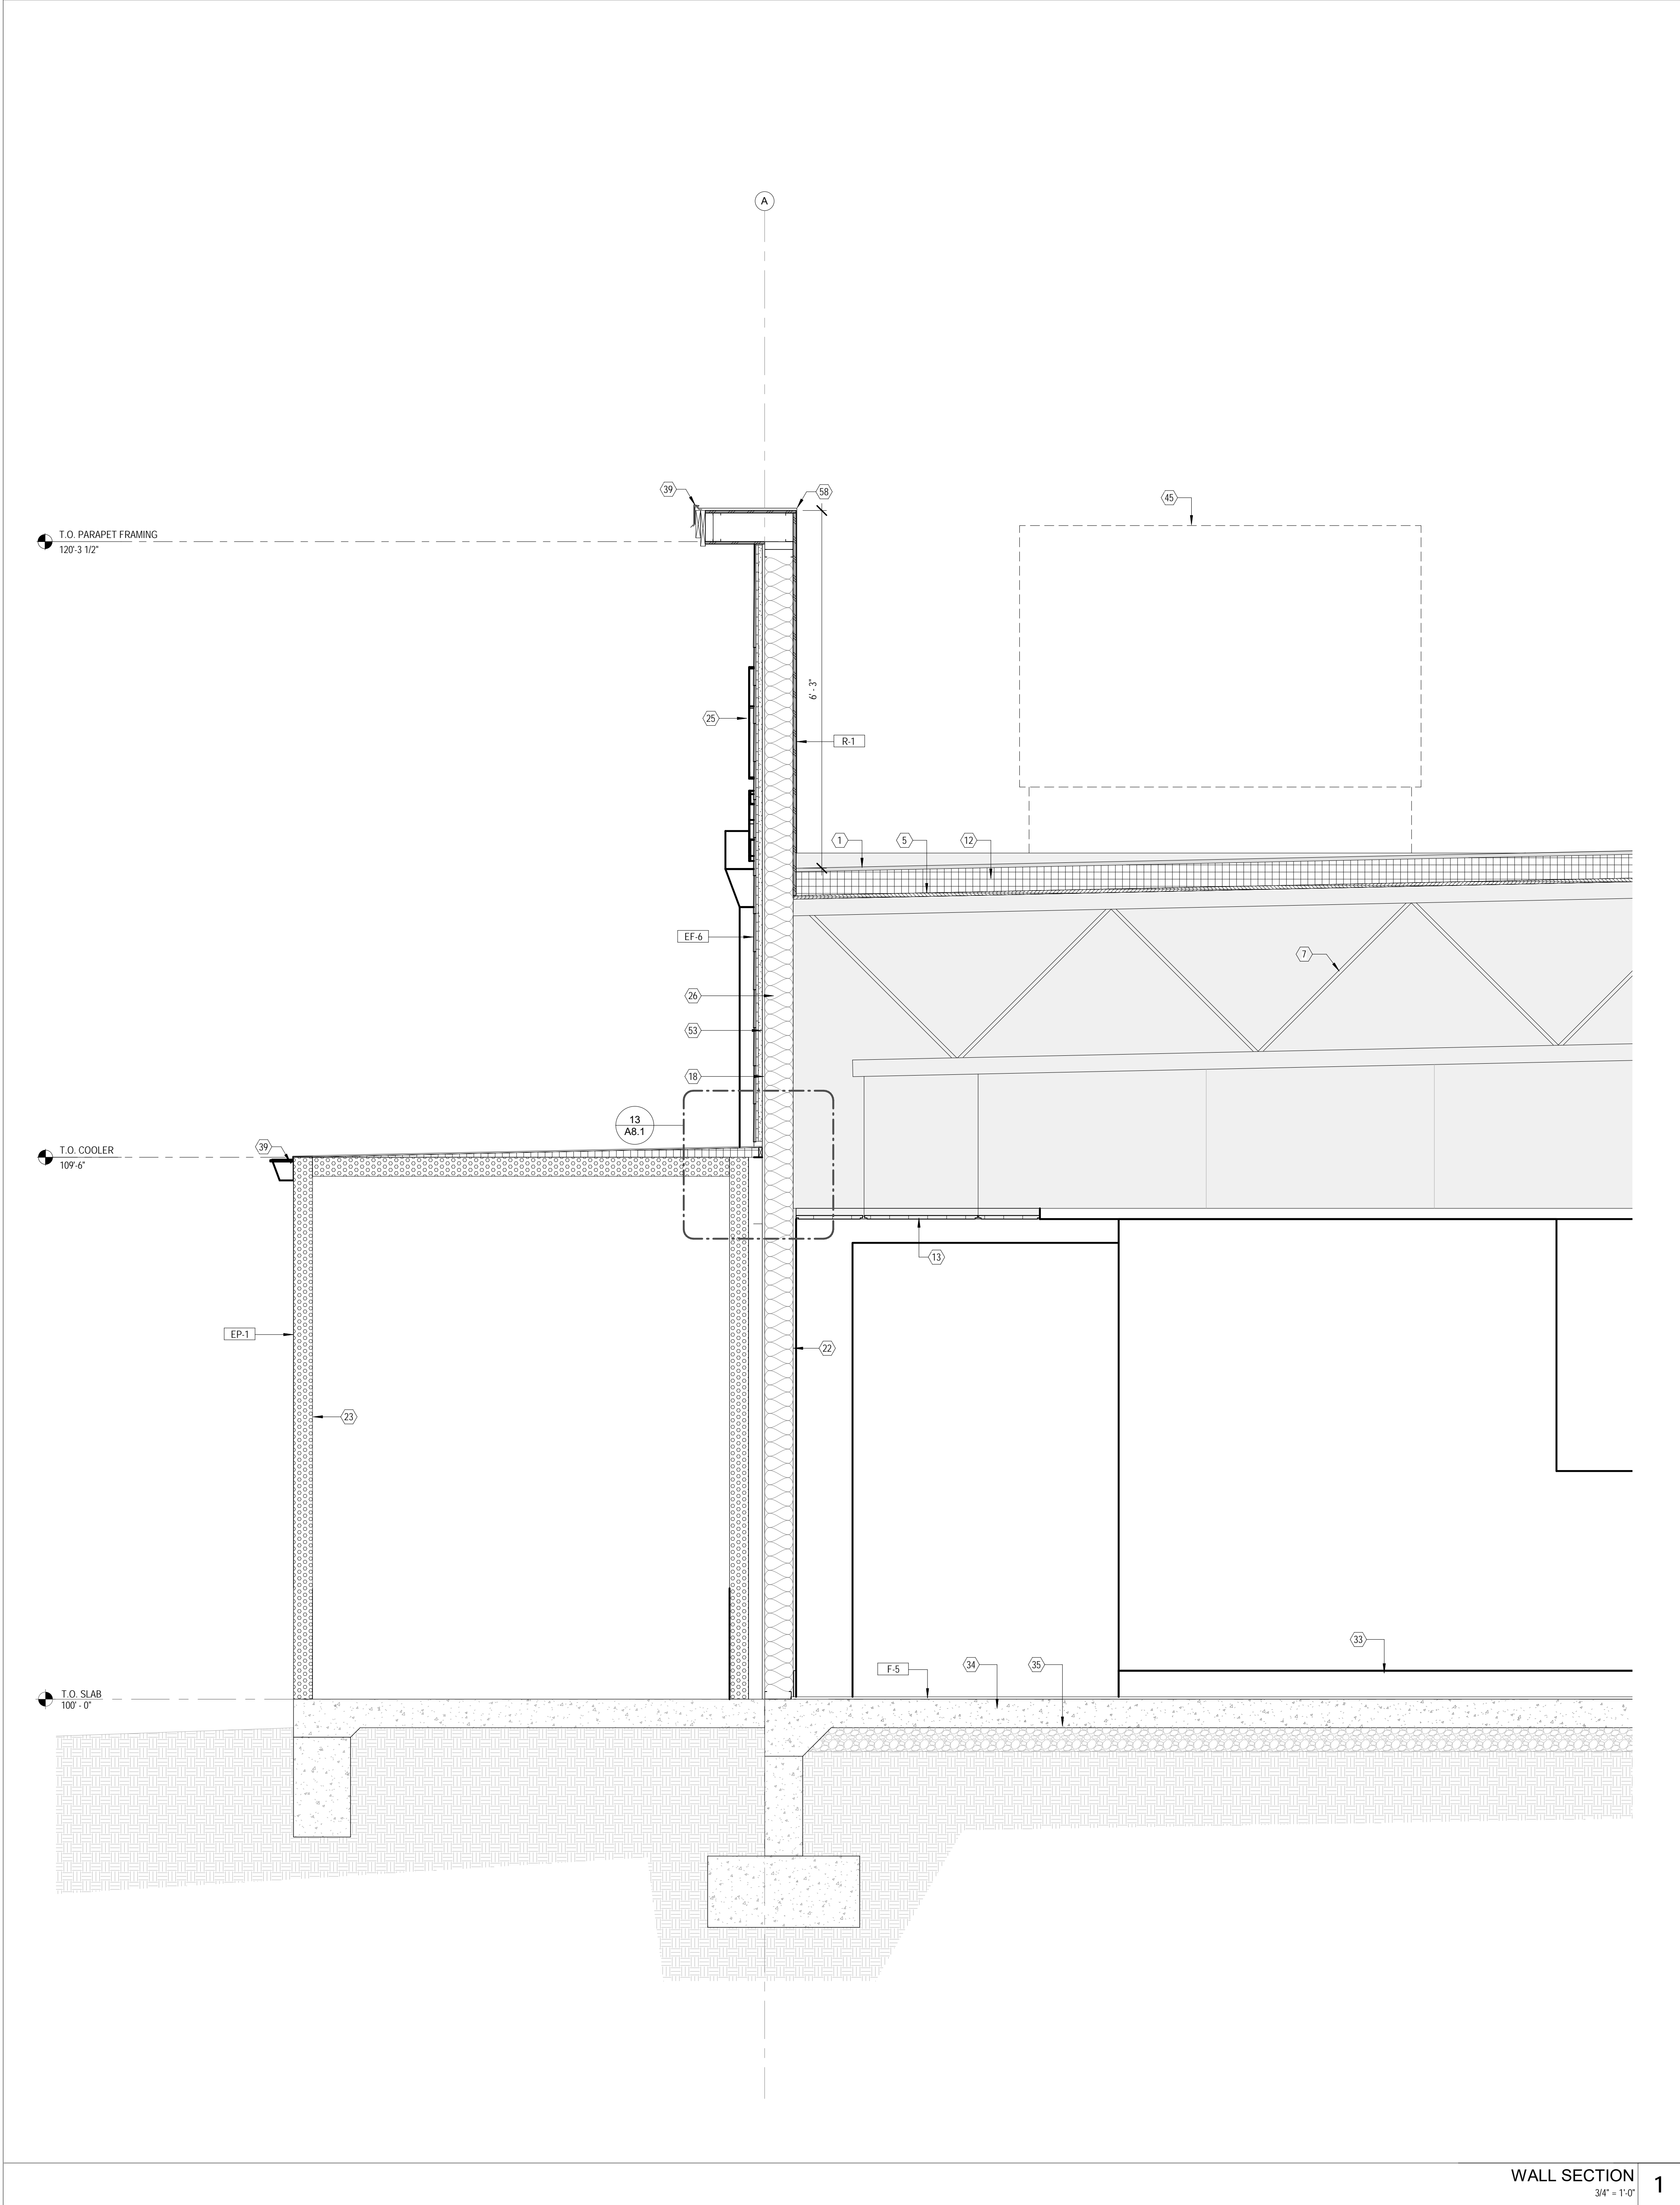 A
39
58
45
T.O. PARAPET FRAMING
120'-3 1/2"
6' - 3"
25
R-1
1
5
12
EF-6
7
26
53
18
13
A8.1
T.O. COOLER
109'-6"
39
13
EP-1
22
23
33
F-5
34
35
T.O. SLAB
100' - 0"
WALL SECTION
3/4" = 1'-0"
1